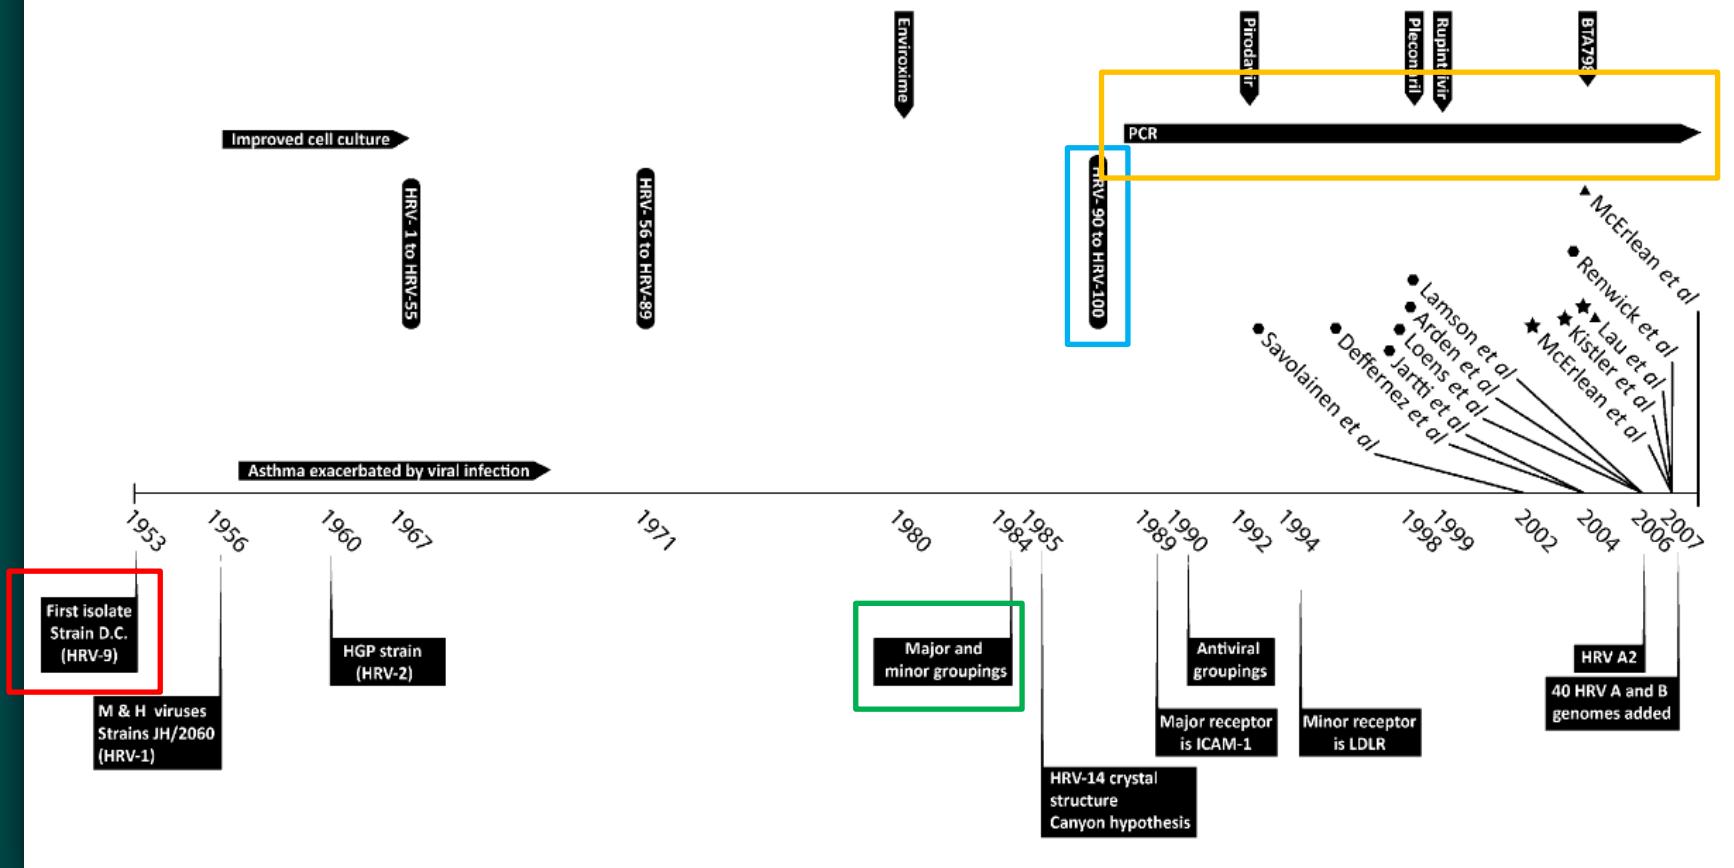 Enviroxime
Pirodavir
Pleconaril
Rupintrivir
BTA798
Improved cell culture
PCR
HRV- 1 to HRV-55
HRV- 56 to HRV-89
HRV- 90 to HRV-100
McErlean et al
Renwick et al
Lau et al
Kistler et al
McErlean et al
Lamson et al
Arden et al
Loens et al
Jartti et al
Deffernez et al
Savolainen et al
Asthma exacerbated by viral infection
1953
1956
1960
1967
1971
1980
1984
1985
1989
1990
1992
1994
1998
1999
2002
2004
2006
2007
First isolate
Strain D.C.
(HRV-9)
M & H viruses
Strains JH/2060
(HRV-1)
HGP strain
(HRV-2)
Major and
minor groupings
HRV-14 crystal
structure
Canyon hypothesis
Major receptor
is ICAM-1
Antiviral
groupings
Minor receptor
is LDLR
HRV A2
40 HRV A and B
genomes added